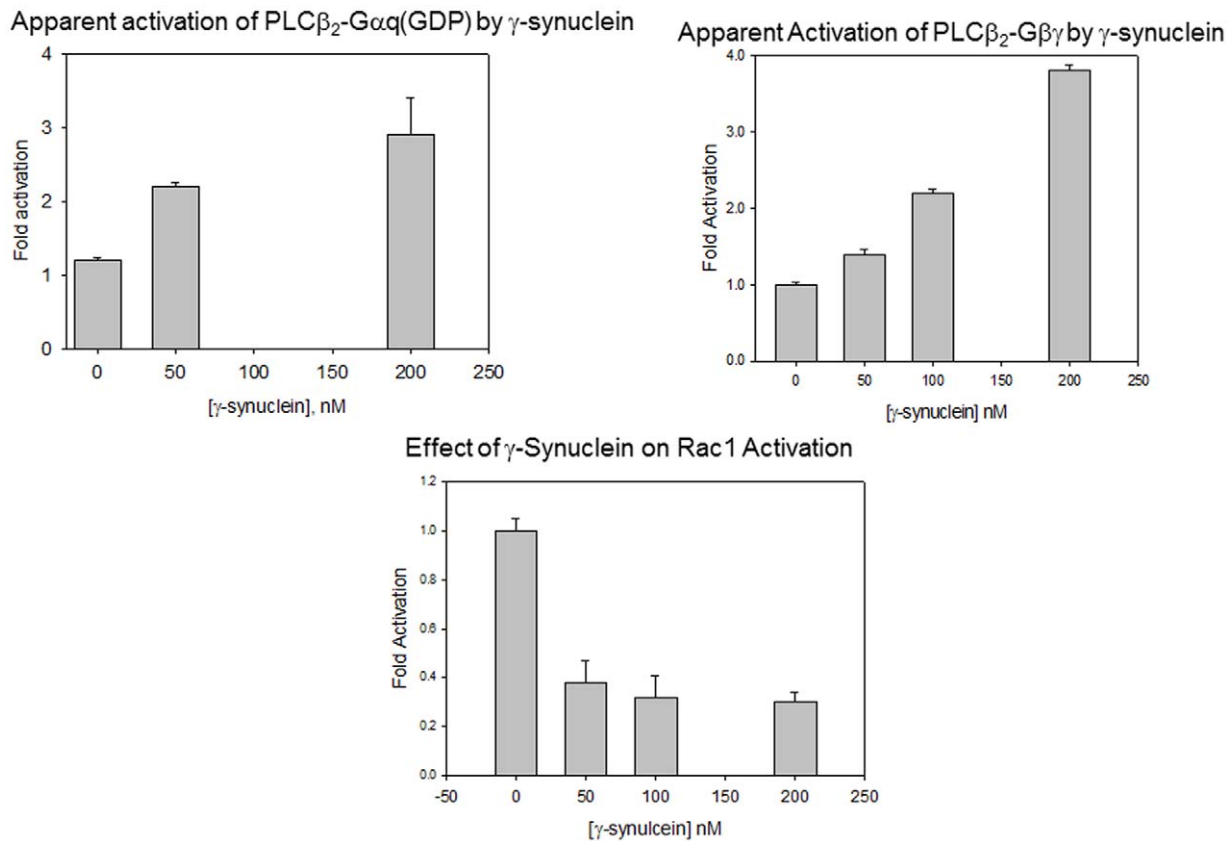 Apparent activation of PLCβ₂-Gαq(GDP) by γ-synuclein
4
3
2
1
0
Fold activation
0 50 100 150 200 250
[γ-synuclein], nM
Apparent Activation of PLCβ₂-Gβγ by γ-synuclein
4.0
4.0
3.0
2.0
1.0
0.0
Fold Activation
0 50 100 150 200 250
[γ-synuclein] nM
Effect of γ-Synuclein on Rac1 Activation
1.2
1.0
0.8
0.6
0.4
0.2
0.0
Fold Activation
-50 0 50 100 150 200 250
[γ-synulcein] nM